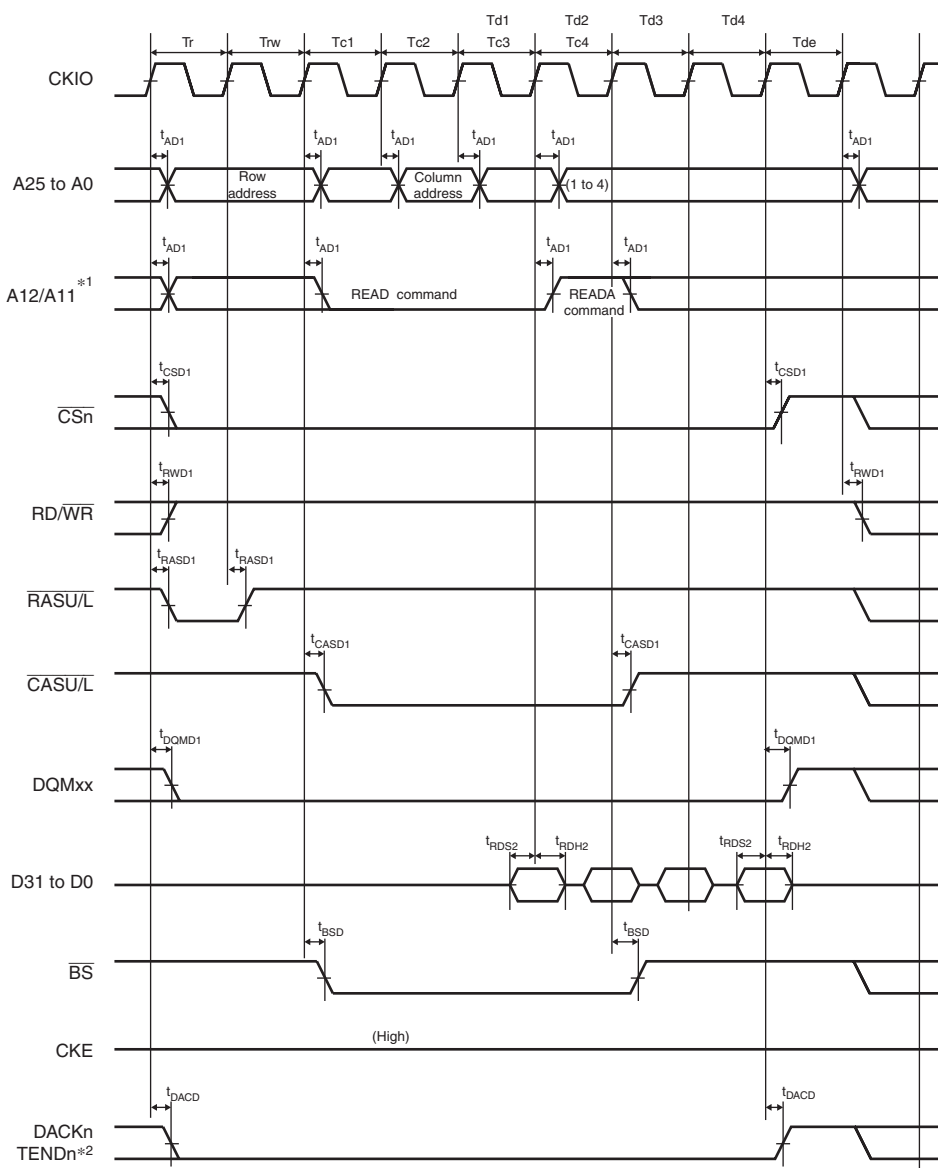 Td1 Td2 Td3 Td4
Tr Trw Tc1 Tc2 Tc3 Tc4 Tde
CKIO
tAD1 tAD1 tAD1 tAD1 tAD1 tAD1
A25 to A0
Row address
Column address
(1 to 4)
tAD1 tAD1 tAD1 tAD1
A12/A11 *1
READ command
READA command
tCSD1 tCSD1
CSn
tRWD1 tRWD1
RD/WR
tRASD1 tRASD1
RASU/L
tCASD1 tCASD1
CASU/L
tDQMD1 tDQMD1
DQMxx
tRDS2 tRDH2 tRDS2 tRDH2
D31 to D0
tBSD tBSD
BS
(High)
CKE
tDACD tDACD
DACKn
TENDn*2